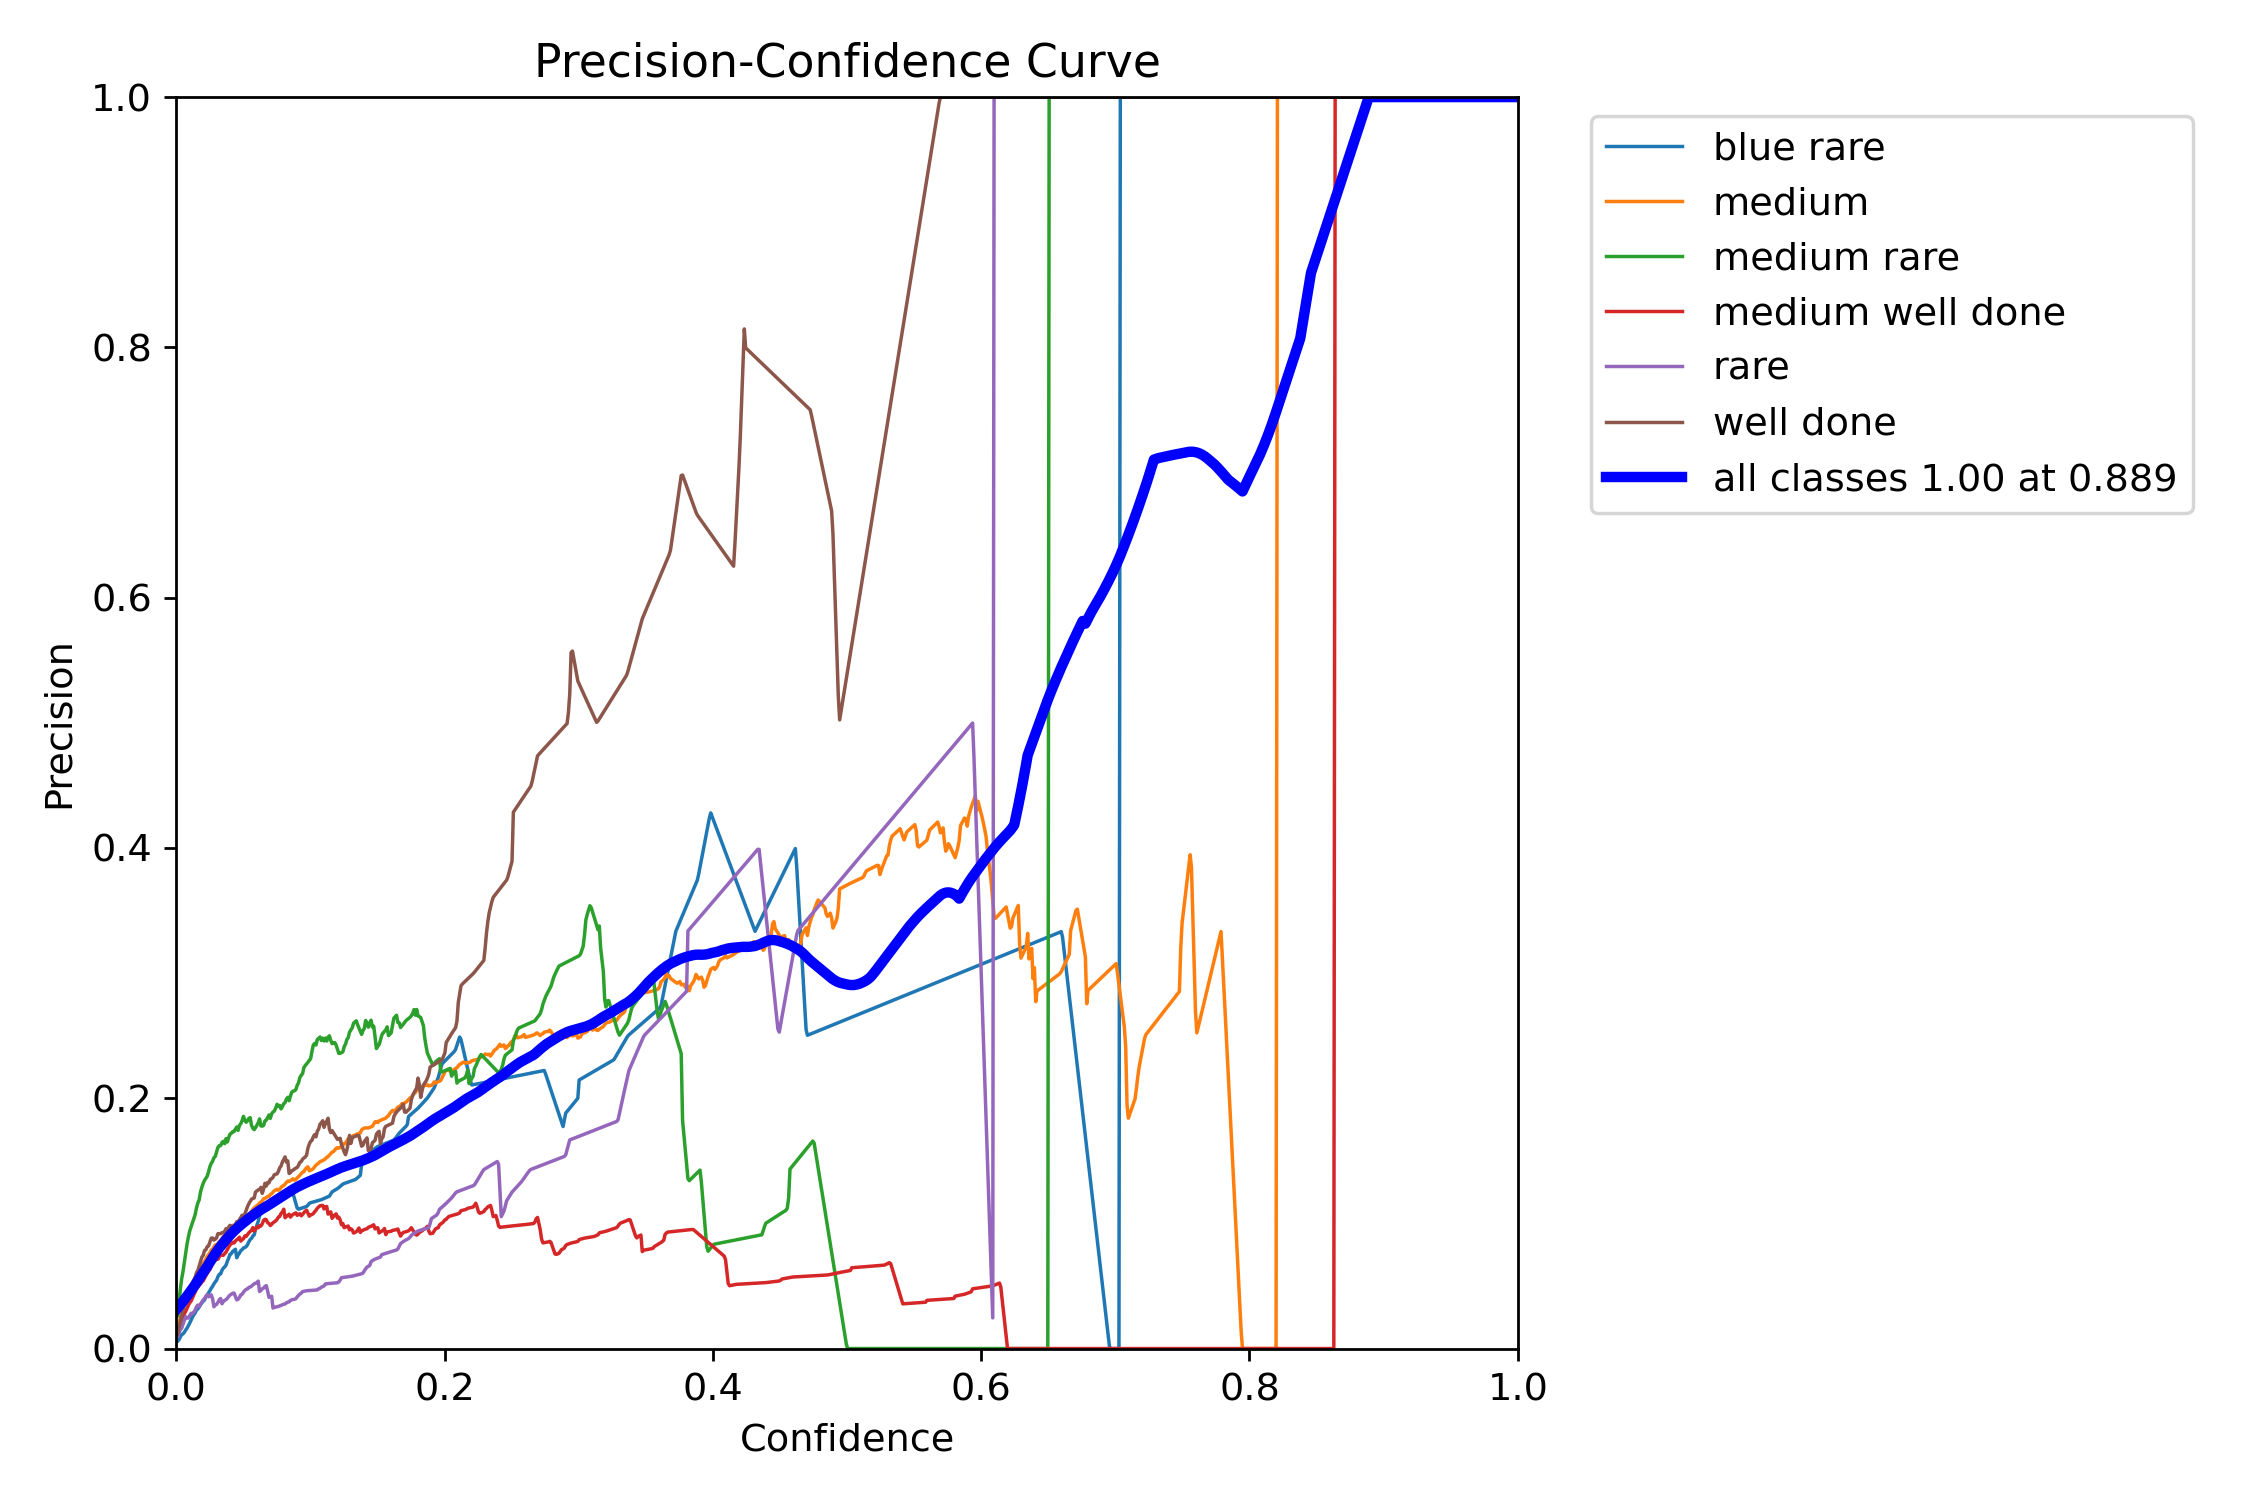 Precision-Confidence Curve
1.0
0.8
0.6
0.4
0.2
0.0
Precision
0.0 0.2 0.4 0.6 0.8 1.0
Confidence
blue rare
medium
medium rare
medium well done
rare
well done
all classes 1.00 at 0.889